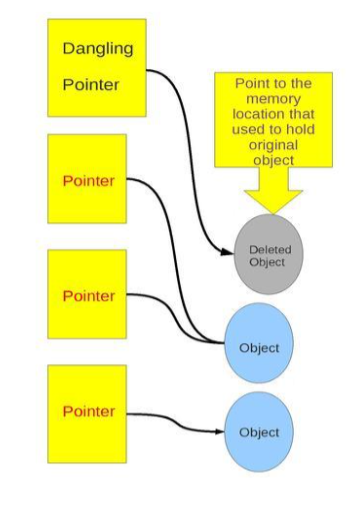 Dangling
Pointer
Point to the
memory
location that
used to hold
original
object
Pointer
Deleted
Object
Pointer
Object
Pointer
Object